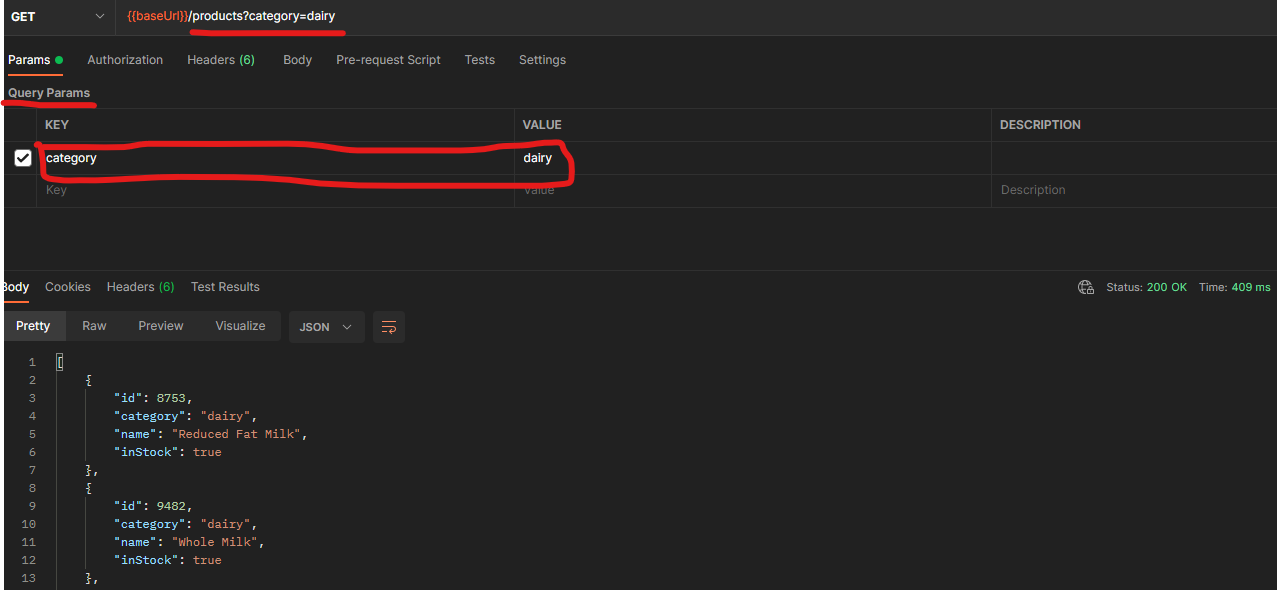 GET {{baseUrl}}/products?category=dairy
Params Authorization Headers (6) Body Pre-request Script Tests Settings
Query Params
KEY VALUE DESCRIPTION
category dairy
Key Value Description
Body Cookies Headers (6) Test Results Status: 200 OK Time: 409 ms
Pretty Raw Preview Visualize JSON
1 [
2 {
3 "id": 8753,
4 "category": "dairy",
5 "name": "Reduced Fat Milk",
6 "inStock": true
7 },
8 {
9 "id": 9482,
10 "category": "dairy",
11 "name": "Whole Milk",
12 "inStock": true
13 },